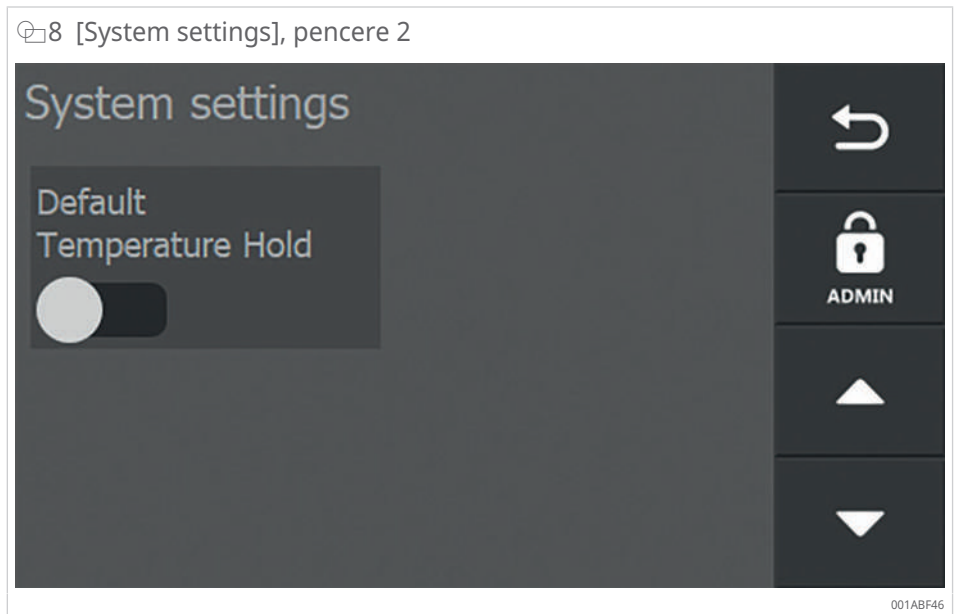 8 [System settings], pencere 2
System settings
Default
Temperature Hold
ADMIN
001ABF46